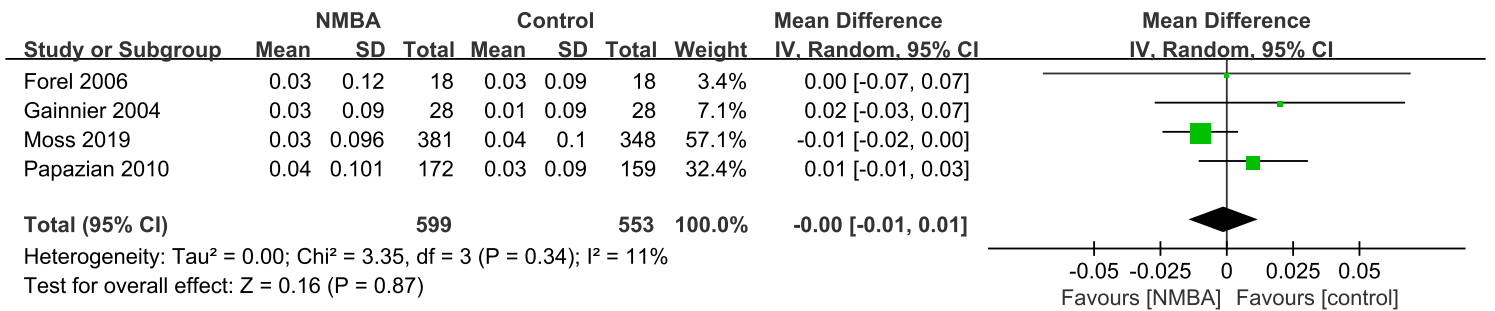 NMBA Control Mean Difference Mean Difference
Study or Subgroup Mean SD Total Mean SD Total Weight IV, Random, 95% CI IV, Random, 95% CI
Forel 2006 0.03 0.12 18 0.03 0.09 18 3.4% 0.00 [-0.07, 0.07]
Gainnier 2004 0.03 0.09 28 0.01 0.09 28 7.1% 0.02 [-0.03, 0.07]
Moss 2019 0.03 0.096 381 0.04 0.1 348 57.1% -0.01 [-0.02, 0.00]
Papazian 2010 0.04 0.101 172 0.03 0.09 159 32.4% 0.01 [-0.01, 0.03]
Total (95% CI) 599 553 100.0% -0.00 [-0.01, 0.01]
Heterogeneity: Tau² = 0.00; Chi² = 3.35, df = 3 (P = 0.34); I² = 11%
Test for overall effect: Z = 0.16 (P = 0.87)
-0.05 -0.025 0 0.025 0.05
Favours [NMBA] Favours [control]